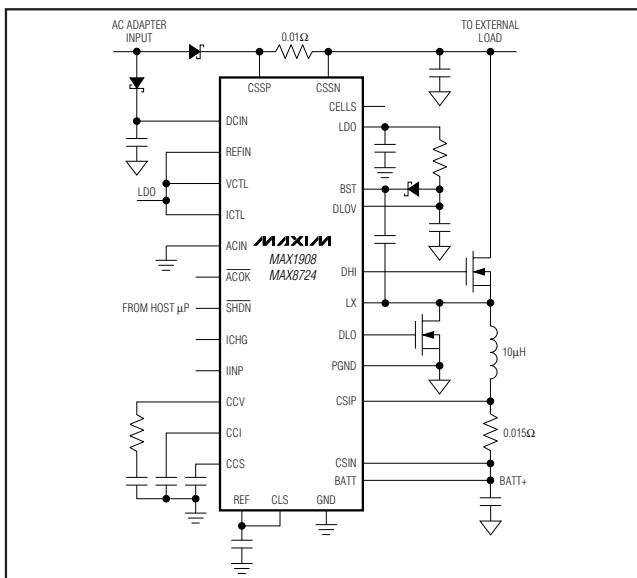 AC ADAPTER
INPUT
0.01Ω
TO EXTERNAL
LOAD
CSSP
CSSN
CELLS
DCIN
LDO
REFIN
VCTL
BST
LDO
DLOV
ICTL
ACIN
MAXIM
MAX1908
MAX8724
DHI
ACOK
LX
FROM HOST µP
SHDN
ICHG
DLO
10µH
IINP
PGND
CCV
CSIP
0.015Ω
CCI
CCS
CSIN
BATT
BATT+
REF
CLS
GND